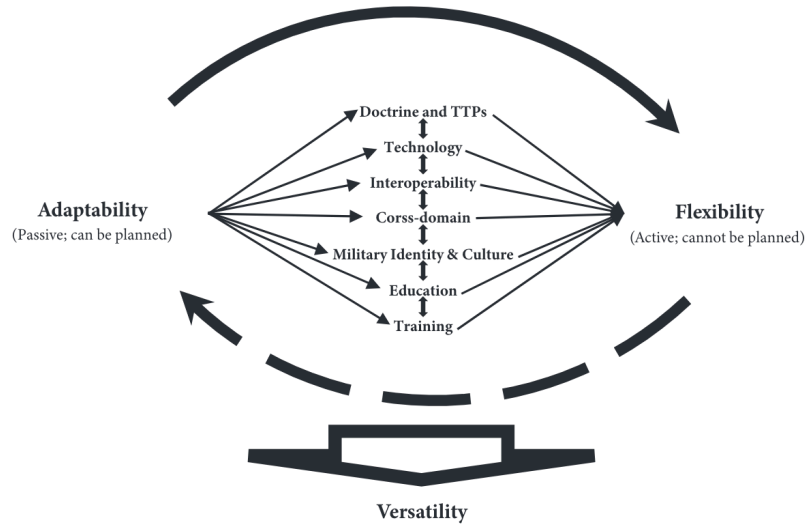 Doctrine and TTPs
Technology
Interoperability
Adaptability
(Passive; can be planned)
Corss-domain
Flexibility
(Active; cannot be planned)
Military Identity & Culture
Education
Training
Versatility